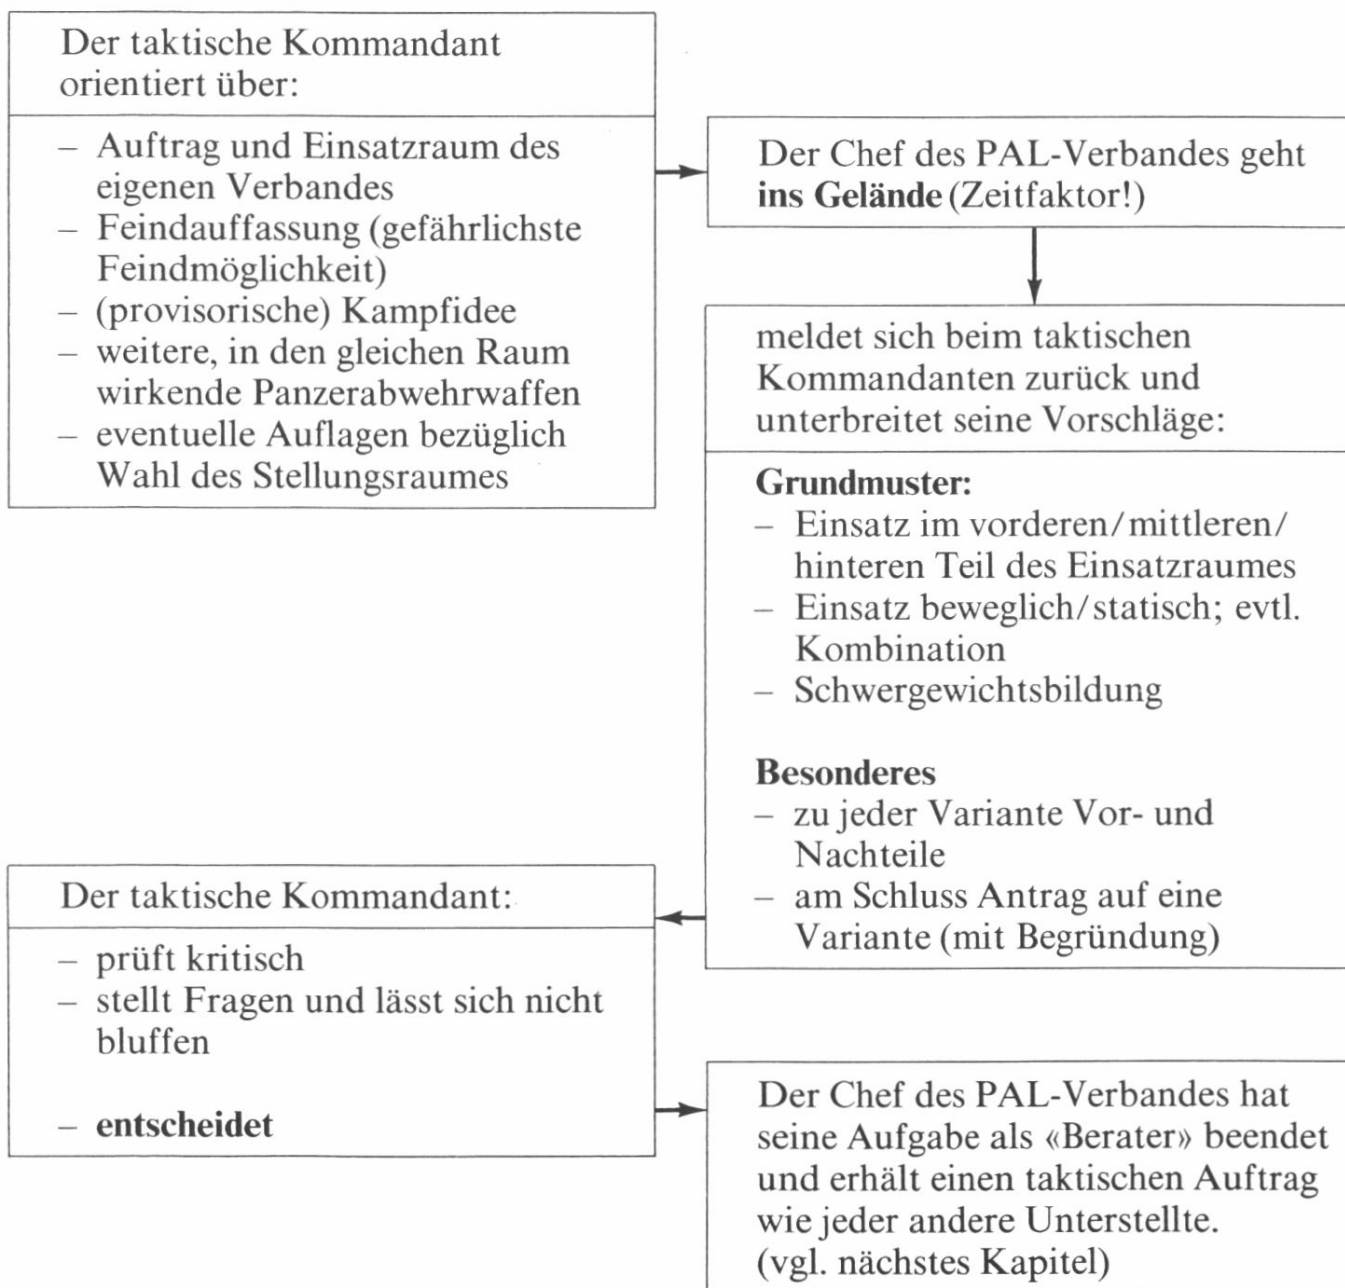 Der taktische Kommandant
orientiert über:
– Auftrag und Einsatzraum des
eigenen Verbandes
– Feindauffassung (gefährlichste
Feindmöglichkeit)
– (provisorische) Kampfidee
– weitere, in den gleichen Raum
wirkende Panzerabwehrwaffen
– eventuelle Auflagen bezüglich
Wahl des Stellungsraumes
Der Chef des PAL-Verbandes geht
ins Gelände (Zeitfaktor!)
meldet sich beim taktischen
Kommandanten zurück und
unterbreitet seine Vorschläge:
Grundmuster:
– Einsatz im vorderen/mittleren/
hinteren Teil des Einsatzraumes
– Einsatz beweglich/statisch; evtl.
Kombination
– Schwergewichtsbildung
Besonderes
– zu jeder Variante Vor- und
Nachteile
– am Schluss Antrag auf eine
Variante (mit Begründung)
Der taktische Kommandant:
– prüft kritisch
– stellt Fragen und lässt sich nicht
bluffen
– entscheidet
Der Chef des PAL-Verbandes hat
seine Aufgabe als «Berater» beendet
und erhält einen taktischen Auftrag
wie jeder andere Unterstellte.
(vgl. nächstes Kapitel)